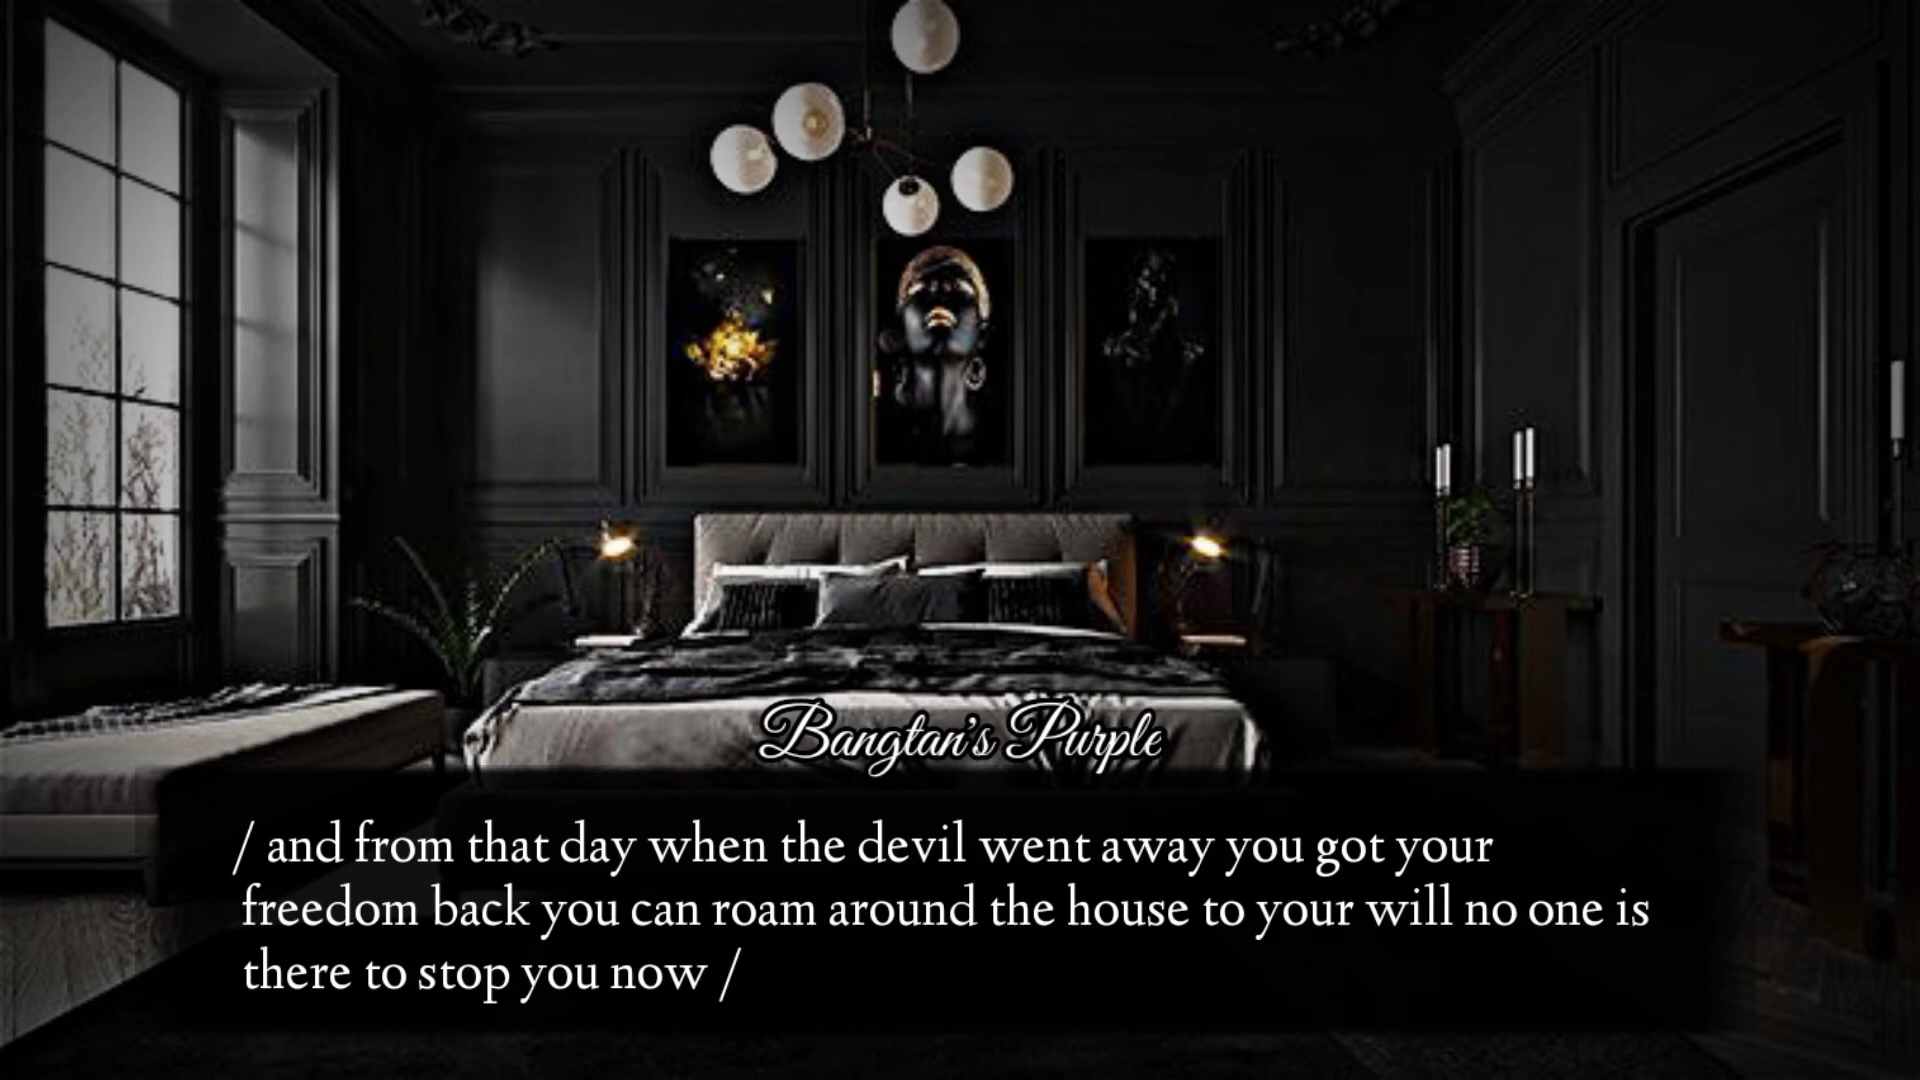 Bangtan's Purple
/ and from that day when the devil went away you got your
freedom back you can roam around the house to your will no one is
there to stop you now /